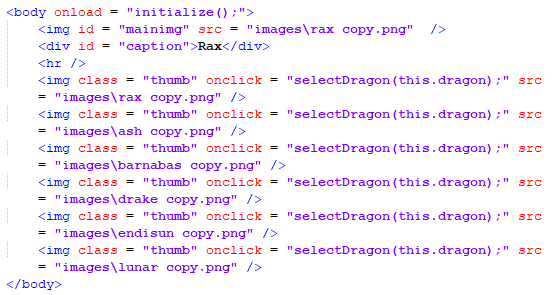 <body onload = "initialize();">
<img id = "mainimg" src = "images\rax copy.png"  />
<div id = "caption">Rax</div>
<hr />
<img class = "thumb" onclick = "selectDragon(this.dragon);" src
= "images\rax copy.png" />
<img class = "thumb" onclick = "selectDragon(this.dragon);" src
= "images\ash copy.png" />
<img class = "thumb" onclick = "selectDragon(this.dragon);" src
= "images\barnabas copy.png" />
<img class = "thumb" onclick = "selectDragon(this.dragon);" src
= "images\drake copy.png" />
<img class = "thumb" onclick = "selectDragon(this.dragon);" src
= "images\endisun copy.png" />
<img class = "thumb" onclick = "selectDragon(this.dragon);" src
= "images\lunar copy.png" />
</body>